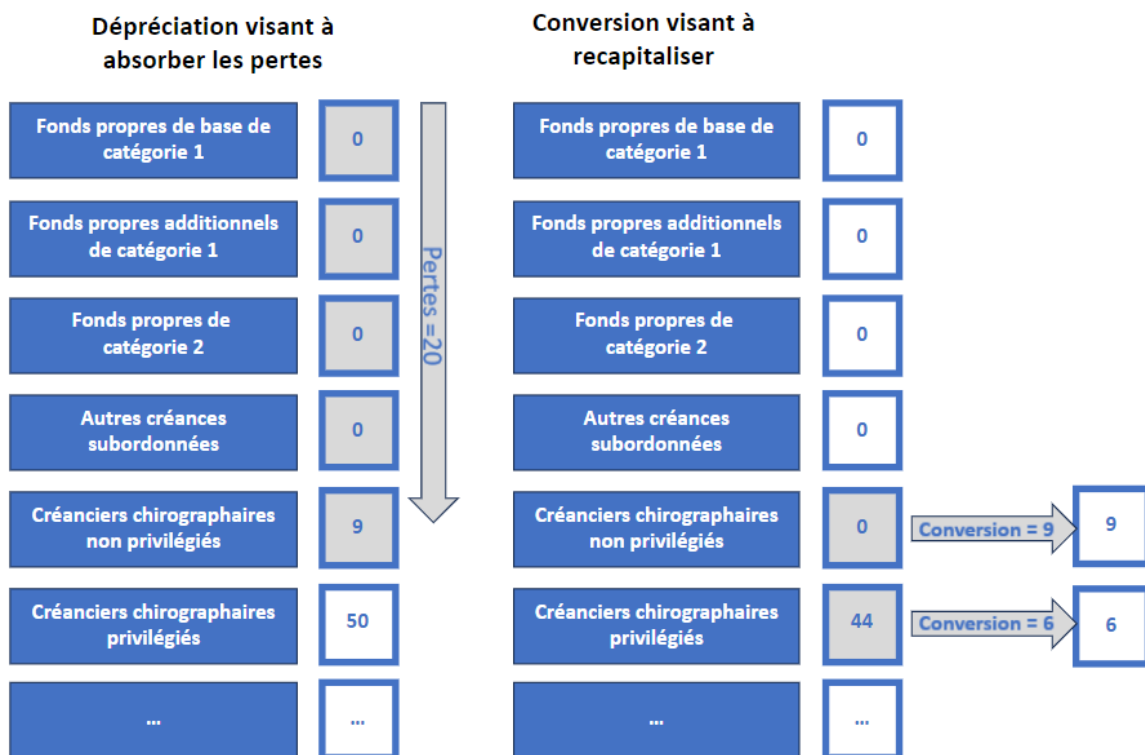 Dépréciation visant à
absorber les pertes
Conversion visant à
recapitaliser
Fonds propres de base de
catégorie 1
0
Fonds propres additionnels
de catégorie 1
0
Fonds propres de
catégorie 2
0
Autres créances
subordonnées
0
Créanciers chirographaires
non privilégiés
9
Créanciers chirographaires
privilégiés
50
...
...
Pertes =20
Fonds propres de base de
catégorie 1
0
Fonds propres additionnels
de catégorie 1
0
Fonds propres de
catégorie 2
0
Autres créances
subordonnées
0
Créanciers chirographaires
non privilégiés
0
Conversion = 9
9
Créanciers chirographaires
privilégiés
44
Conversion = 6
6
...
...